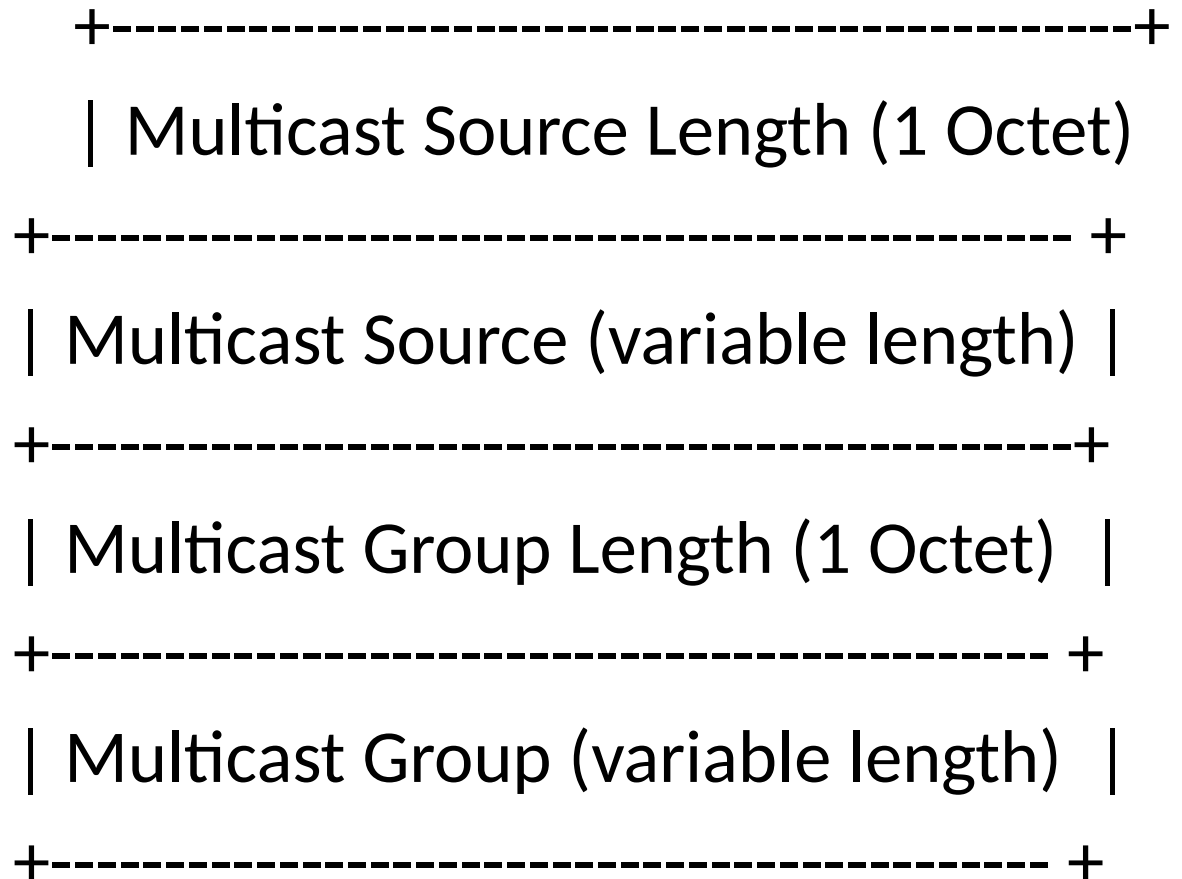 +---------------------------------------------+
| Multicast Source Length (1 Octet)
+--------------------------------------------- +
| Multicast Source (variable length) |
+---------------------------------------------+
| Multicast Group Length (1 Octet) |
+-------------------------------------------- +
| Multicast Group (variable length) |
+-------------------------------------------- +